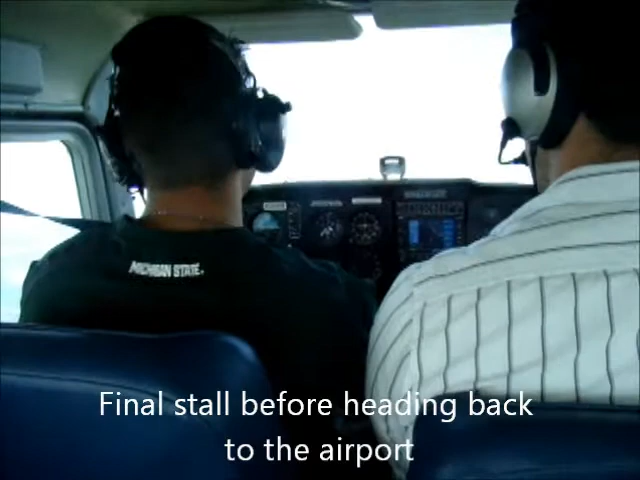 MICHIGAN STATE.
Final stall before heading back
to the airport